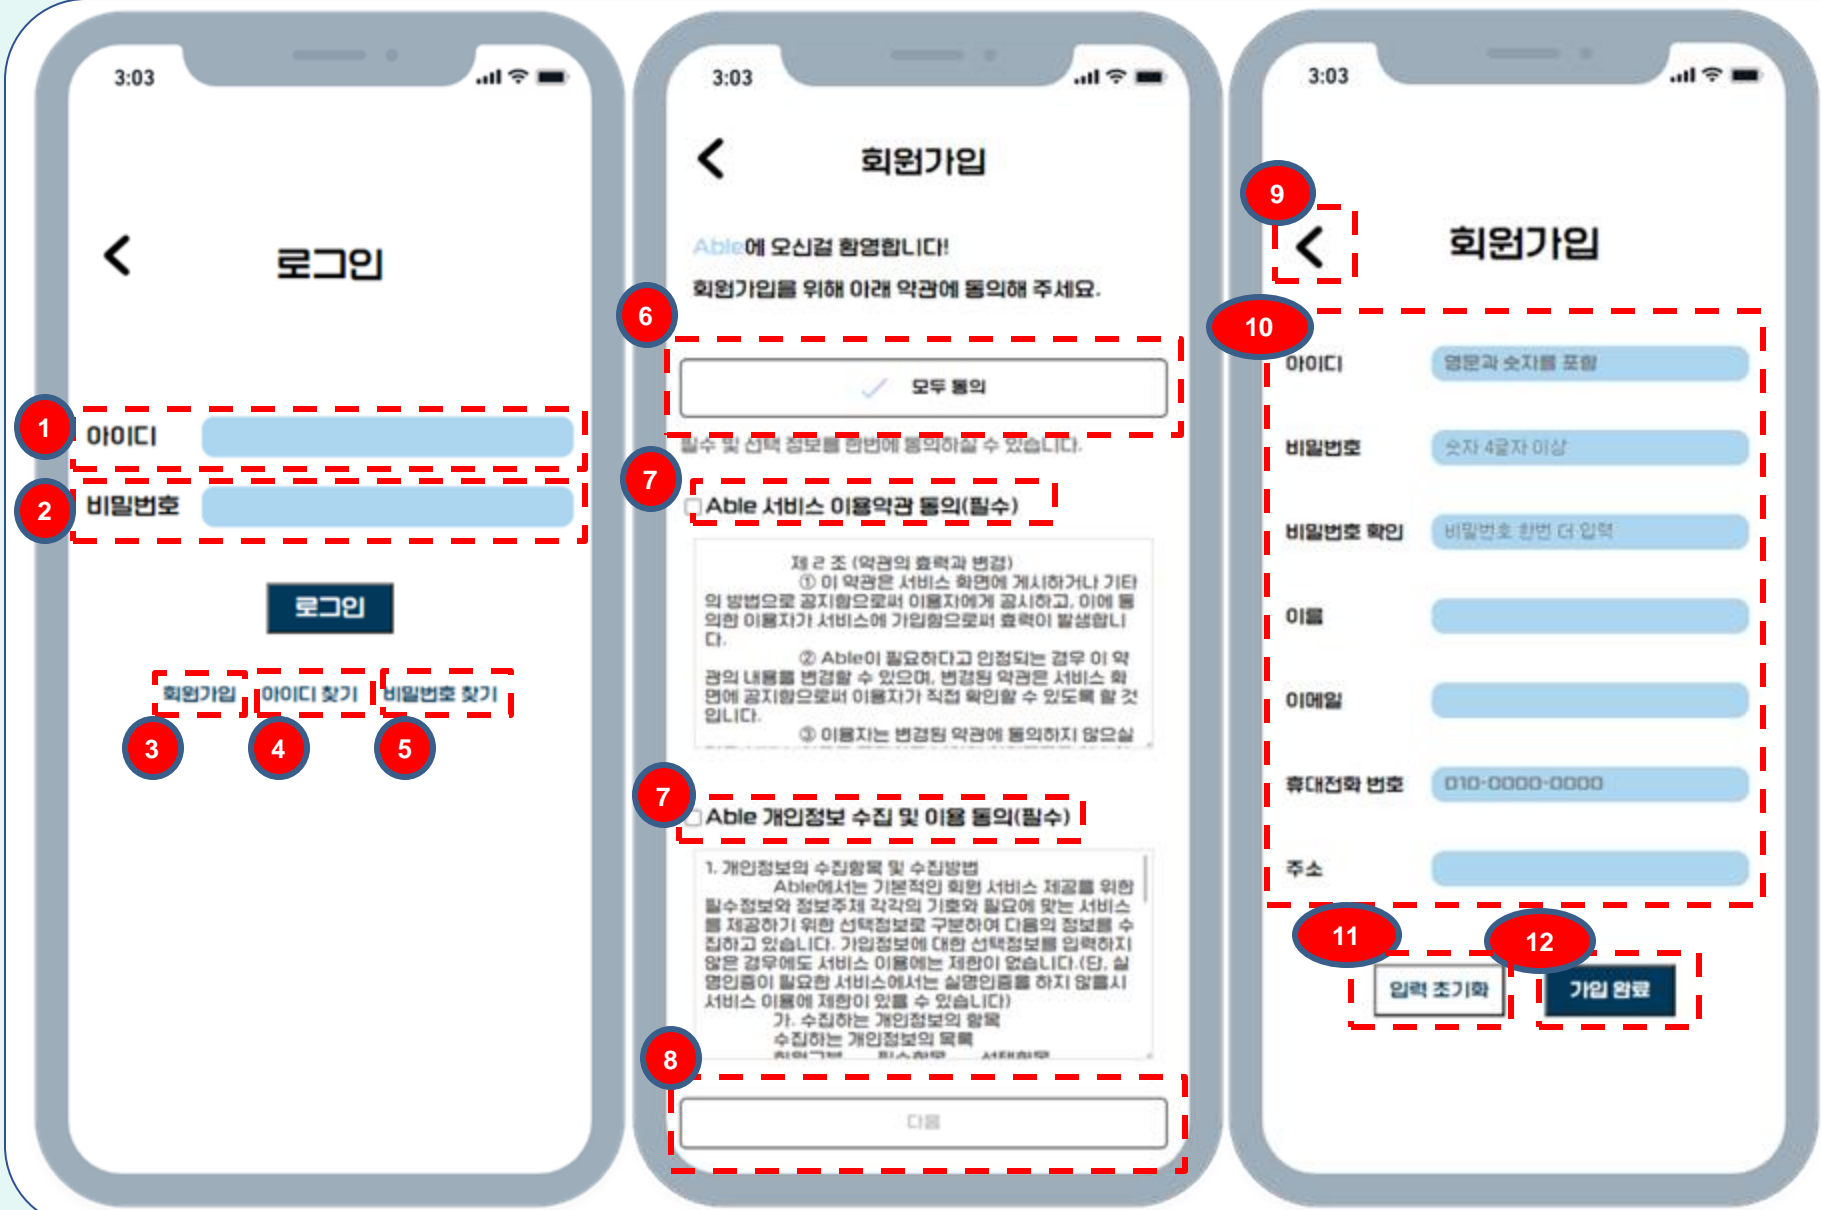 3:03
로그인
1
아이디
2
비밀번호
로그인
회원가입 아이디 찾기 비밀번호 찾기
3 4 5
3:03
회원가입
Able에 오신걸 환영합니다!
회원가입을 위해 아래 약관에 동의해 주세요.
6
모두 동의
필수 및 선택 정보를 한번에 동의하실 수 있습니다.
7
Able 서비스 이용약관 동의(필수)
제 2 조 (약관의 효력과 변경)
① 이 약관은 서비스 화면에 게시하거나 기타
의 방법으로 공지함으로써 이용자에게 공시하고, 이에 동
의한 이용자가 서비스에 가입함으로써 효력이 발생합니
다.
② Able이 필요하다고 인정되는 경우 이 약
관의 내용을 변경할 수 있으며, 변경된 약관은 서비스 화
면에 공지함으로써 이용자가 직접 확인할 수 있도록 할 것
입니다.
③ 이용자는 변경된 약관에 동의하지 않으실
7
Able 개인정보 수집 및 이용 동의(필수)
1. 개인정보의 수집항목 및 수집방법
Able에서는 기본적인 회원 서비스 제공을 위한
필수정보와 정보주체 각각의 기호와 필요에 맞는 서비스
를 제공하기 위한 선택정보로 구분하여 다음의 정보를 수
집하고 있습니다. 가입정보에 대한 선택정보를 입력하지
않은 경우에도 서비스 이용에는 제한이 없습니다.(단, 실
명인증이 필요한 서비스에서는 실명인증을 하지 않을시
서비스 이용에 제한이 있을 수 있습니다)
가. 수집하는 개인정보의 항목
수집하는 개인정보의 목록
회원구분 필수항목 선택항목
8
다음
3:03
9
회원가입
10
아이디 영문과 숫자를 포함
비밀번호 숫자 4글자 이상
비밀번호 확인 비밀번호 한번 더 입력
이름
이메일
휴대전화 번호 010-0000-0000
주소
11 12
입력 초기화 가입 완료